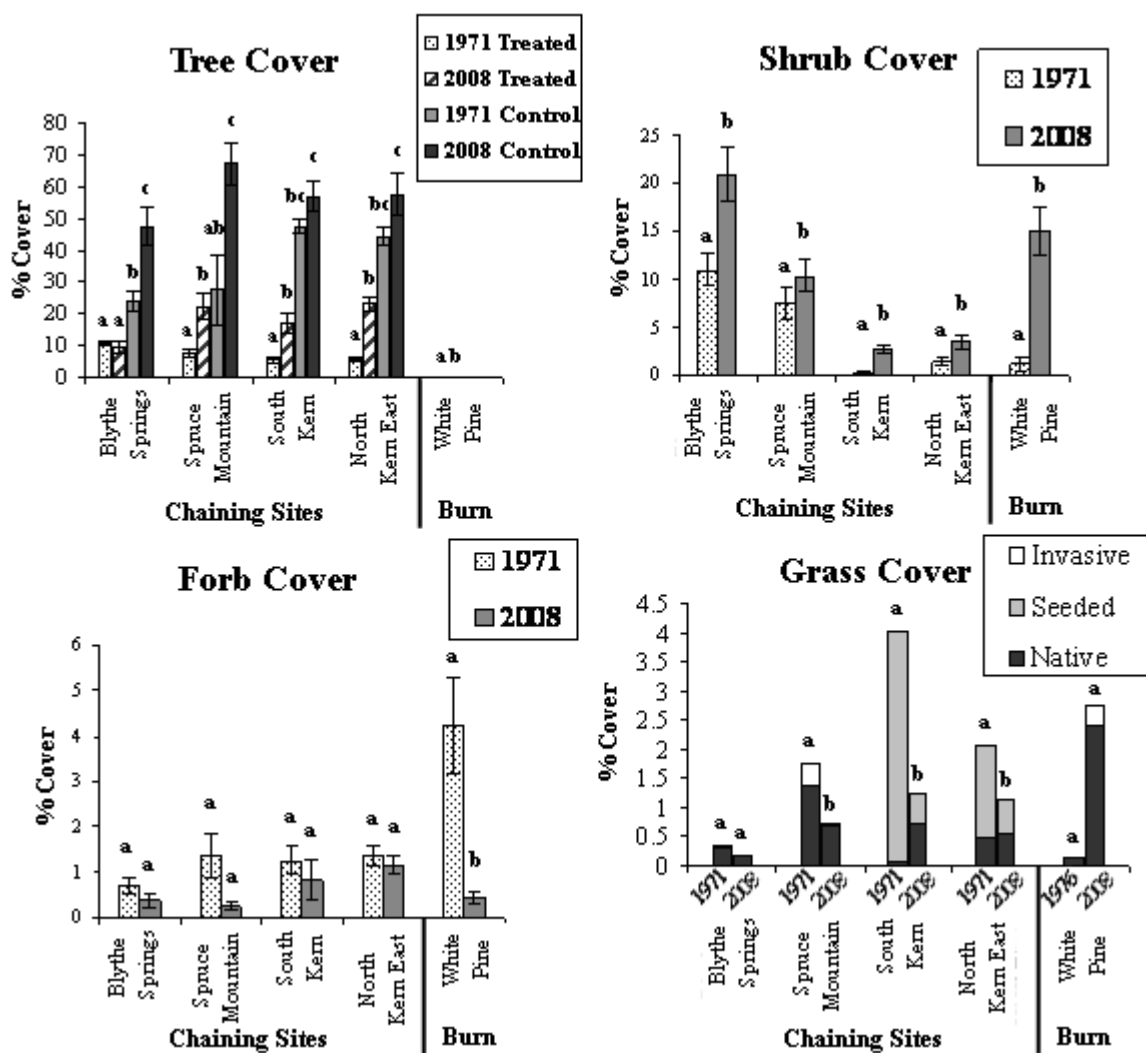 Tree Cover
1971 Treated
2008 Treated
1971 Control
2008 Control
% Cover
80
70
60
50
40
30
20
10
0
a a b c
a b ab c
a b bc c
a b bc c
a b
Blythe Springs
Spruce Mountain
South Kern
North Kern East
White Pine
Chaining Sites
Burn
Shrub Cover
1971
2008
% Cover
25
20
15
10
5
0
a b
a b
a b
a b
a b
Blythe Springs
Spruce Mountain
South Kern
North Kern East
White Pine
Chaining Sites
Burn
Forb Cover
1971
2008
% Cover
6
5
4
3
2
1
0
a a
a a
a a
a a
a b
Blythe Springs
Spruce Mountain
South Kern
North Kern East
White Pine
Chaining Sites
Burn
Grass Cover
Invasive
Seeded
Native
% Cover
4.5
4
3.5
3
2.5
2
1.5
1
0.5
0
a a
a b
a b
a b
a a
1971 2008
1971 2008
1971 2008
1971 2008
1976 2008
Blythe Springs
Spruce Mountain
South Kern
North Kern East
White Pine
Chaining Sites
Burn